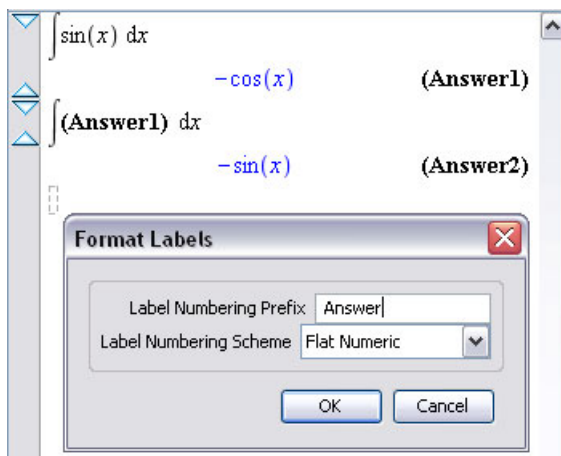 ∫sin(x) dx
−cos(x) (Answer1)
∫(Answer1) dx
−sin(x) (Answer2)
Format Labels
Label Numbering Prefix Answer
Label Numbering Scheme Flat Numeric
OK Cancel